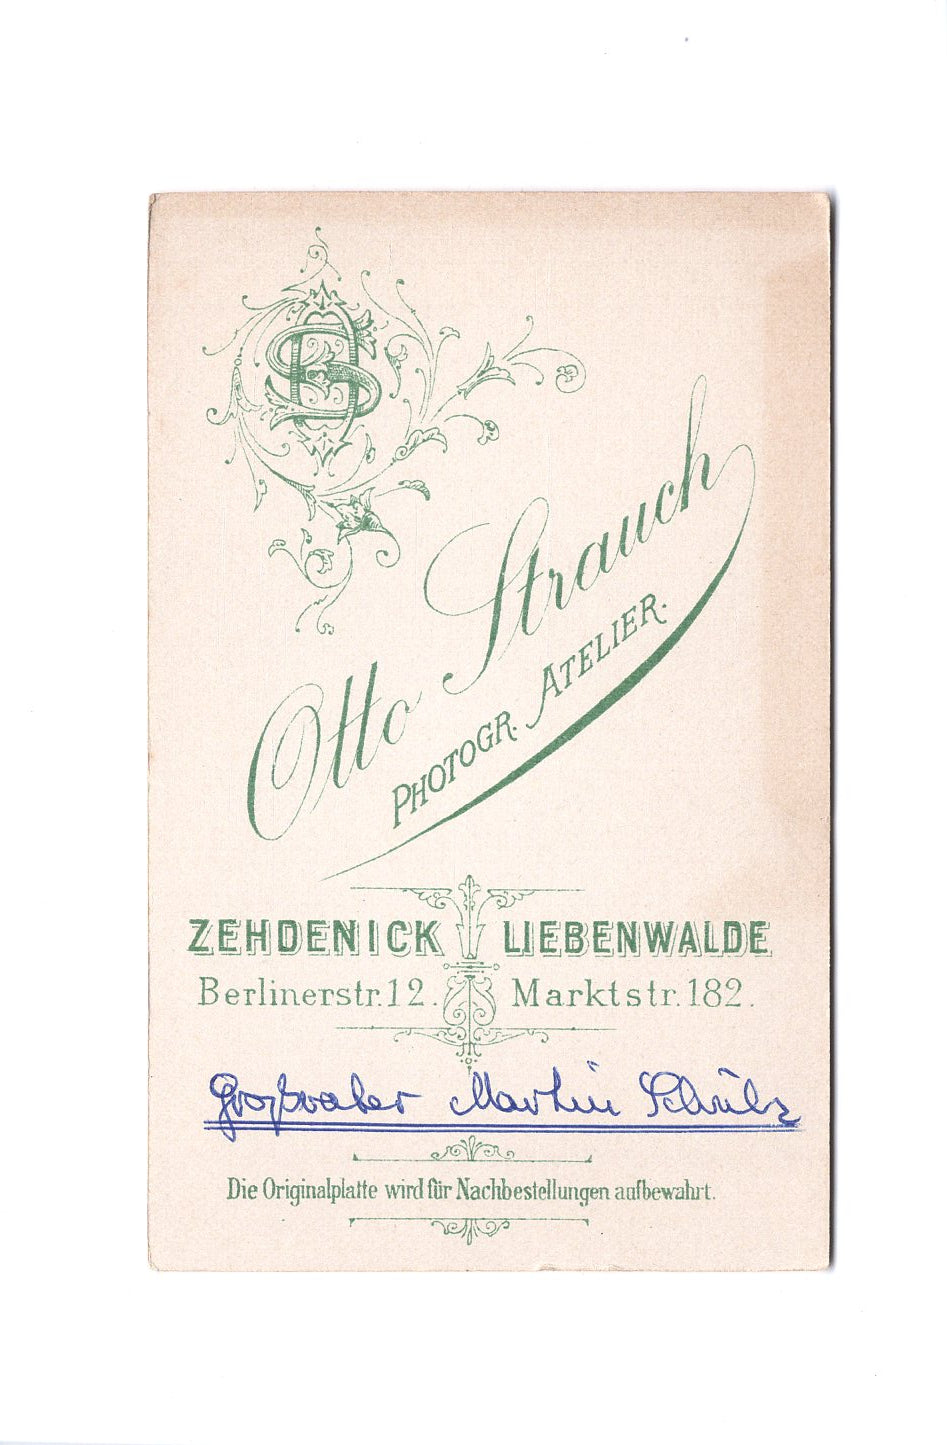 OS
Otto Strauch
PHOTOGR. ATELIER.
ZEHDENICK LIEBENWALDE
Berlinerstr. 12. Marktstr. 182.
Großvater Martin Schulz
Die Originalplatte wird für Nachbestellungen aufbewahrt.